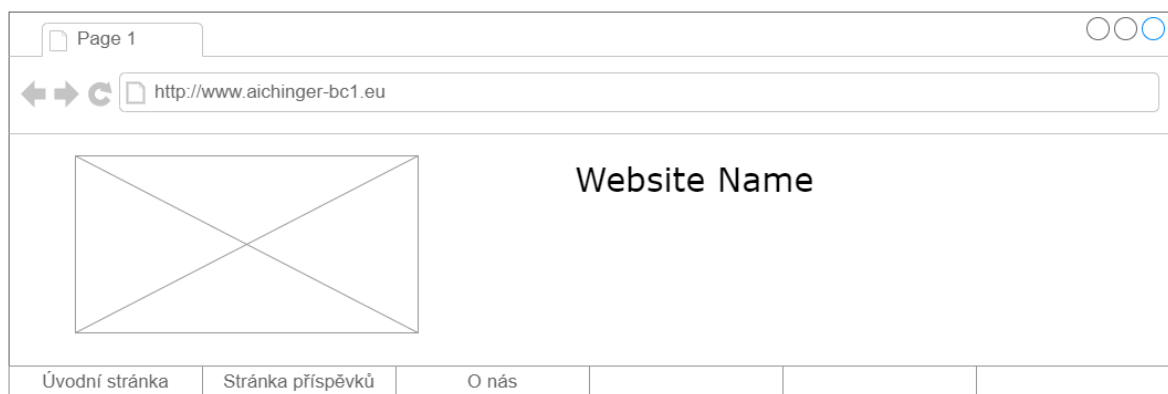 Page 1
http://www.aichinger-bc1.eu
Website Name
Úvodní stránka Stránka příspěvků O nás